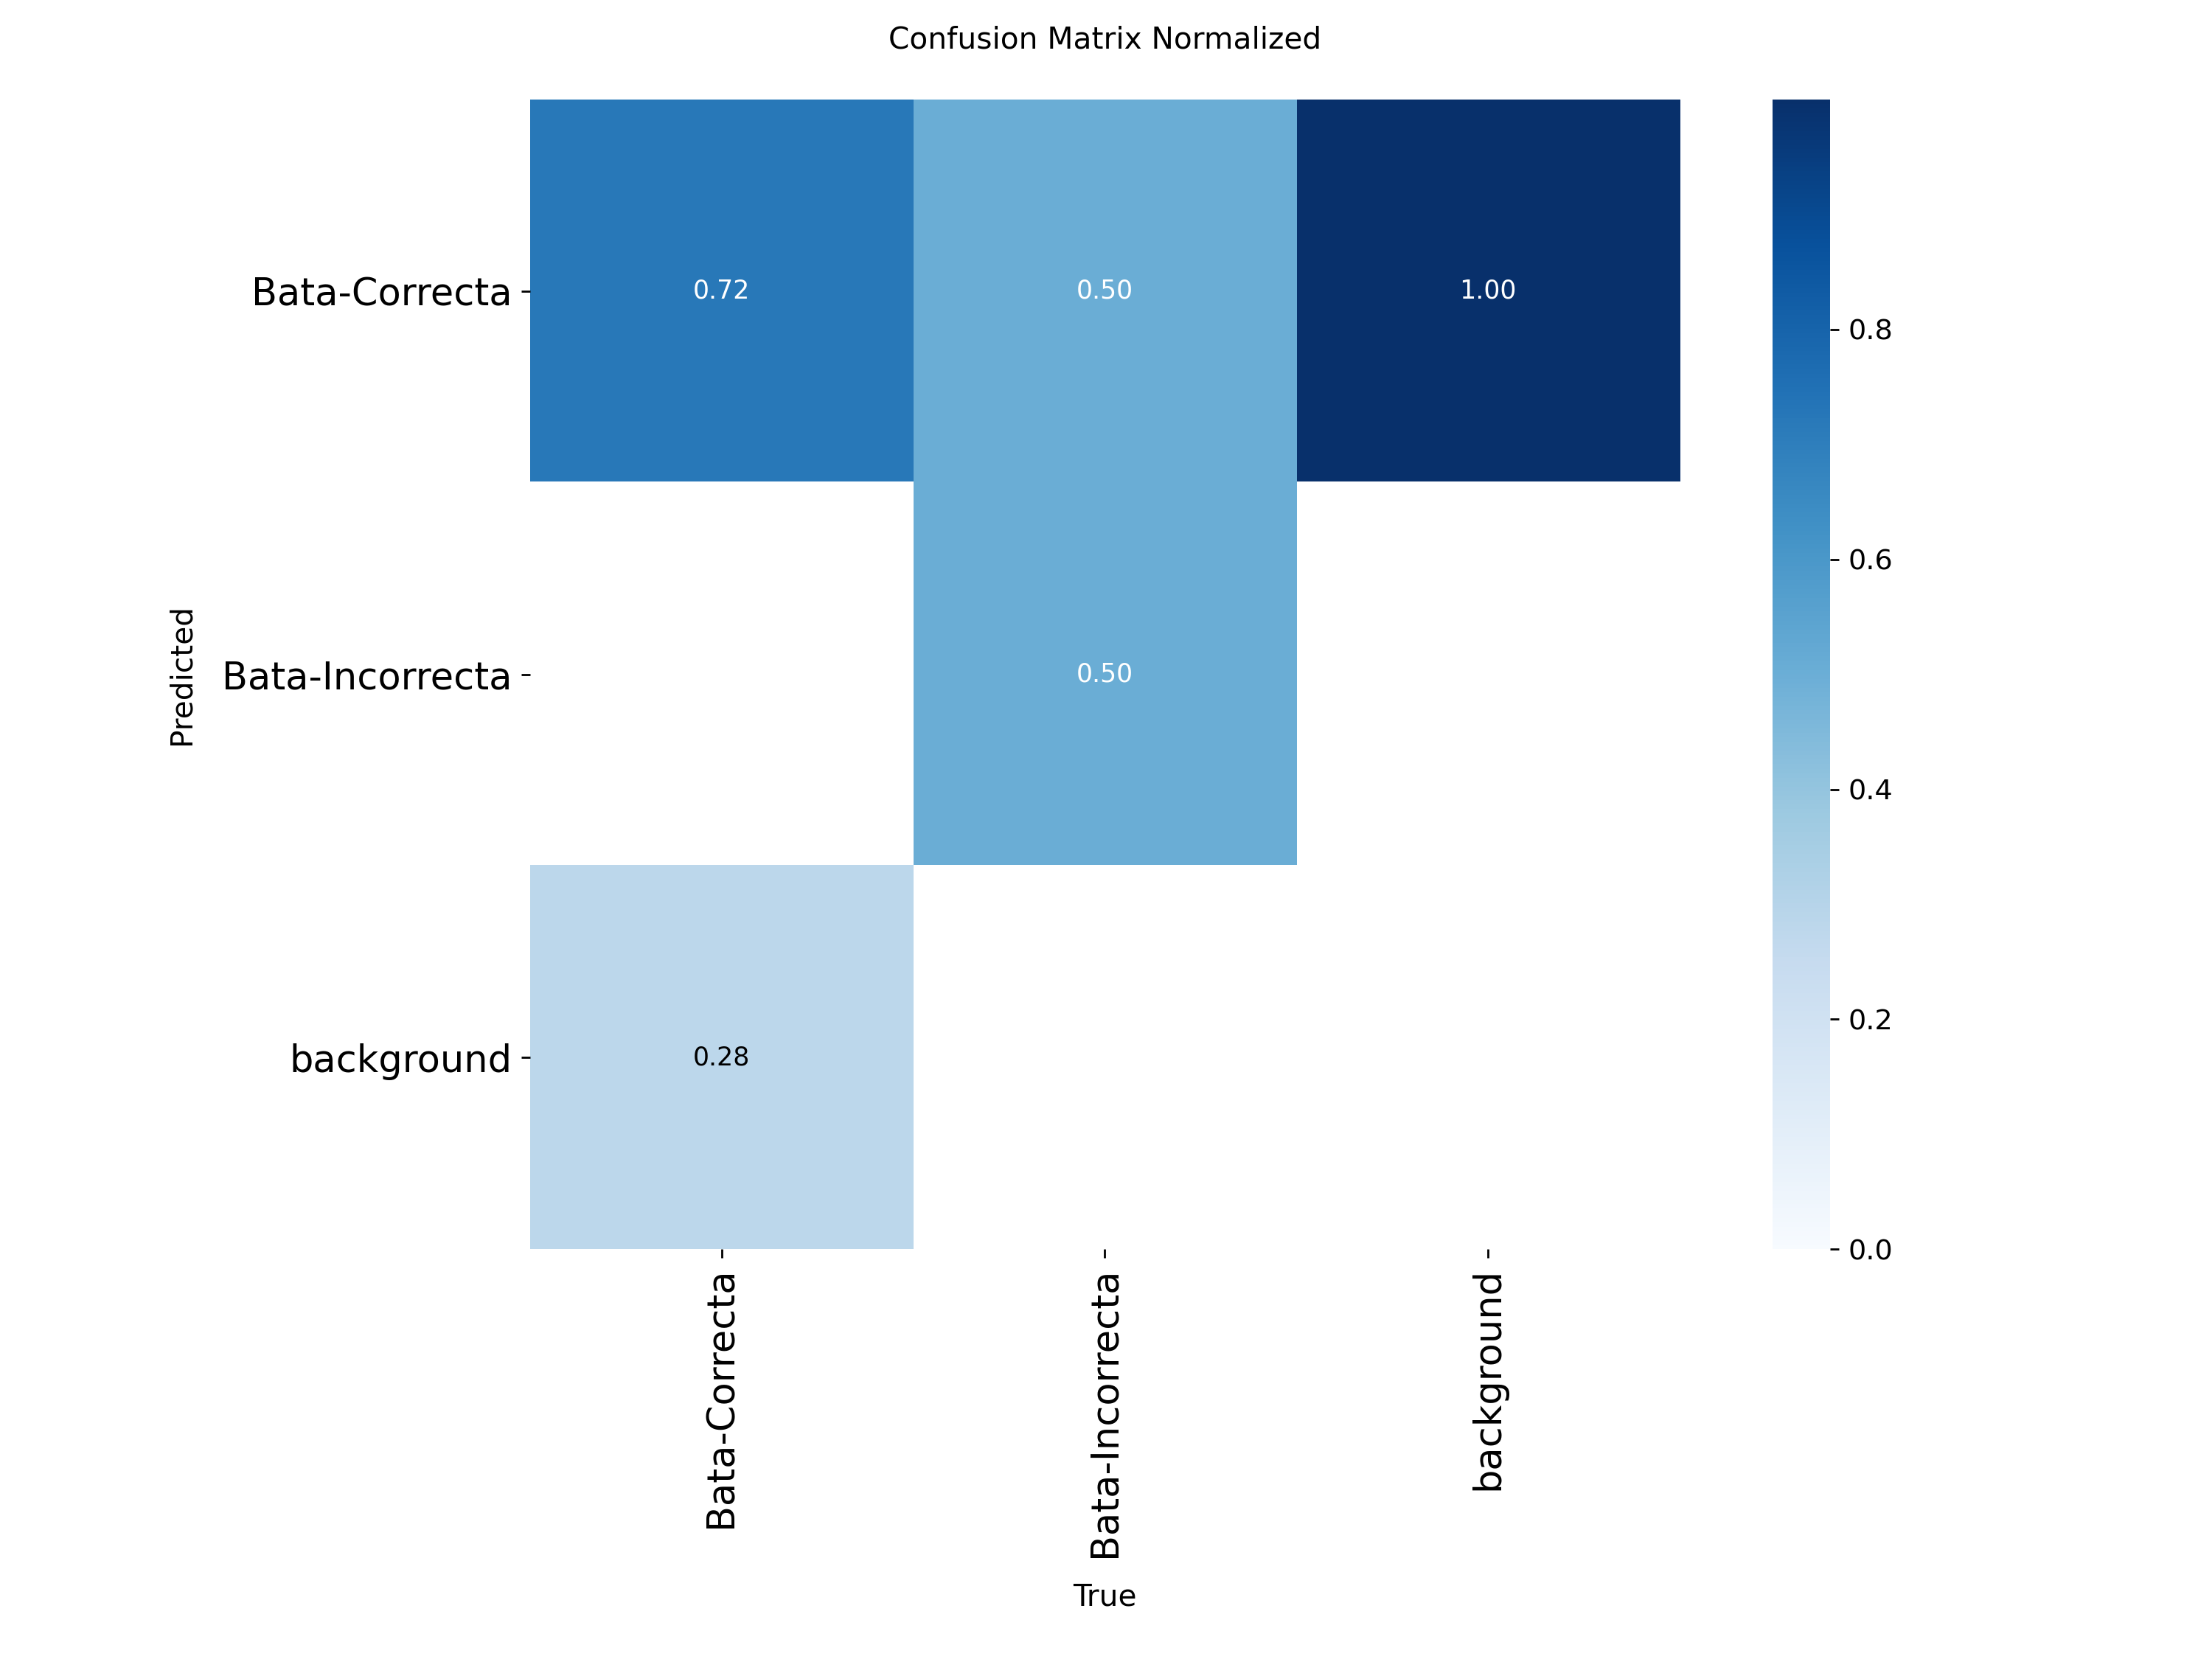 Confusion Matrix Normalized
Predicted
Bata-Correcta
0.72
0.50
1.00
Bata-Incorrecta
0.50
background
0.28
Bata-Correcta
Bata-Incorrecta
background
True
0.8
0.6
0.4
0.2
0.0